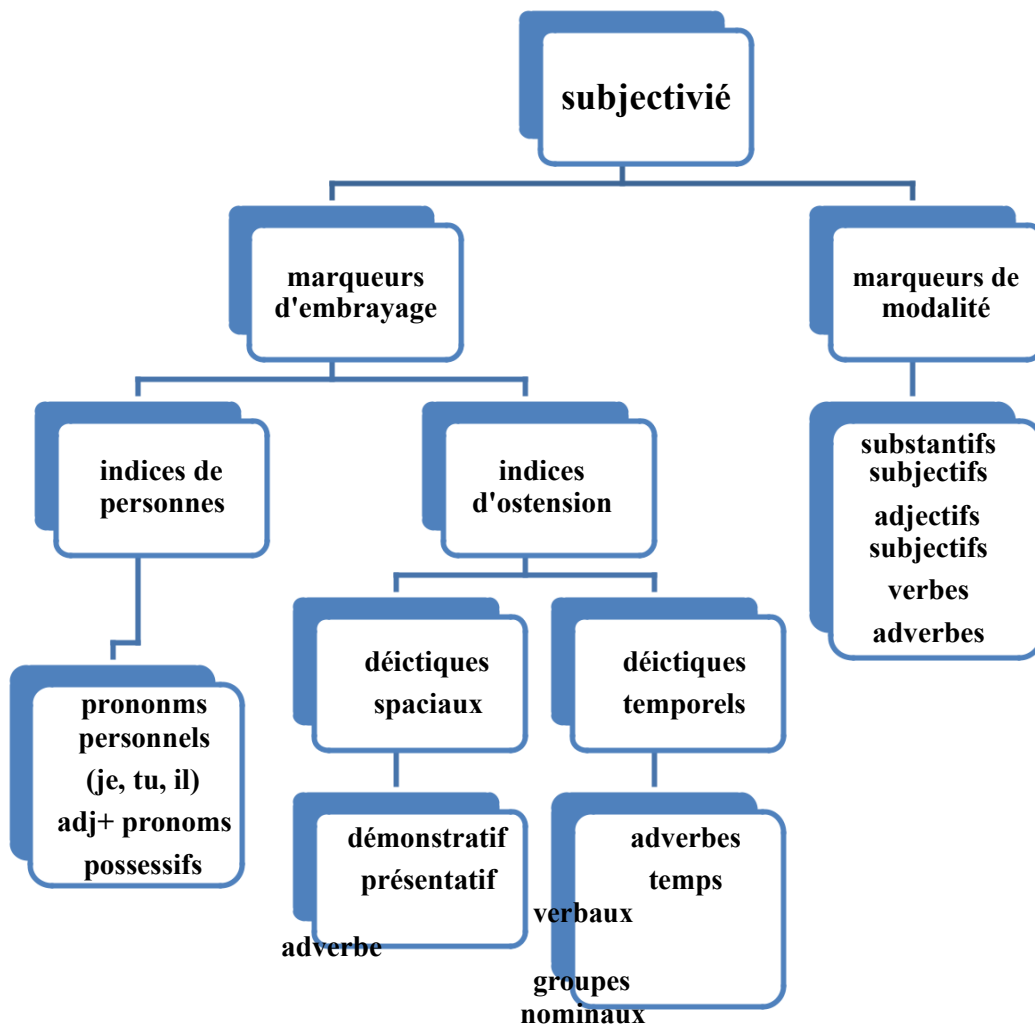 subjectivié
marqueurs
d'embrayage
marqueurs de
modalité
indices de
personnes
indices
d'ostension
substantifs
subjectifs
adjectifs
subjectifs
verbes
adverbes
déictiques
spaciaux
déictiques
temporels
prononms
personnels
(je, tu, il)
adj+ pronoms
possessifs
démonstratif
présentatif
adverbe
adverbes
temps
verbaux
groupes
nominaux